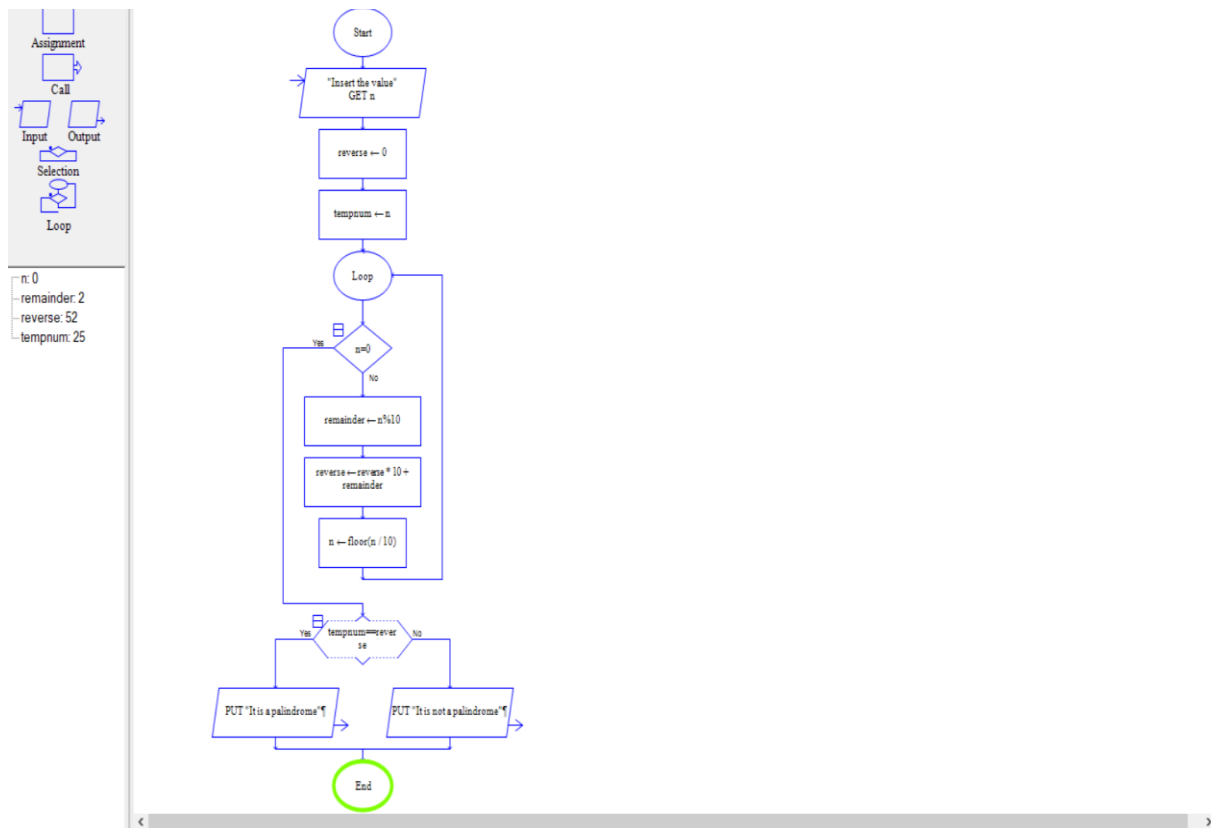 Assignment
Call
Input Output
Selection
Loop
n: 0
remainder: 2
reverse: 52
tempnum: 25
Start
"Insert the value"
GET n
reverse ← 0
tempnum ← n
Loop
Yes
n=0
No
remainder ← n%10
reverse ← reverse * 10 +
remainder
n ← floor(n / 10)
Yes tempnum==rever No
se
PUT "It is a palindrome"¶ PUT "It is not a palindrome"¶
End